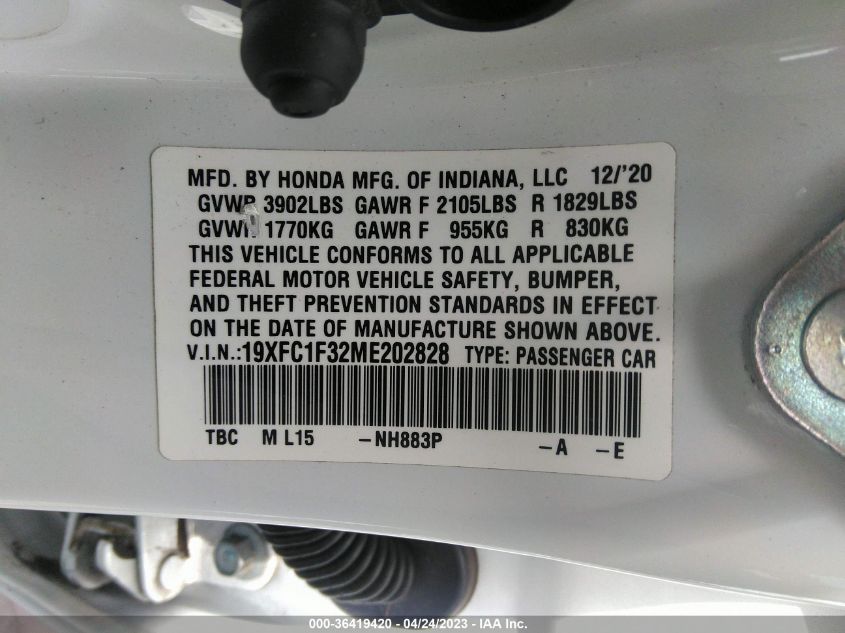 MFD. BY HONDA MFG. OF INDIANA, LLC 12/'20
GVWR 3902LBS GAWR F 2105LBS R 1829LBS
GVWR 1770KG GAWR F 955KG R 830KG
THIS VEHICLE CONFORMS TO ALL APPLICABLE
FEDERAL MOTOR VEHICLE SAFETY, BUMPER,
AND THEFT PREVENTION STANDARDS IN EFFECT
ON THE DATE OF MANUFACTURE SHOWN ABOVE.
V.I.N.:19XFC1F32ME202828 TYPE: PASSENGER CAR
TBC M L15 -NH883P -A -E
000-36419420 - 04/24/2023 - IAA Inc.